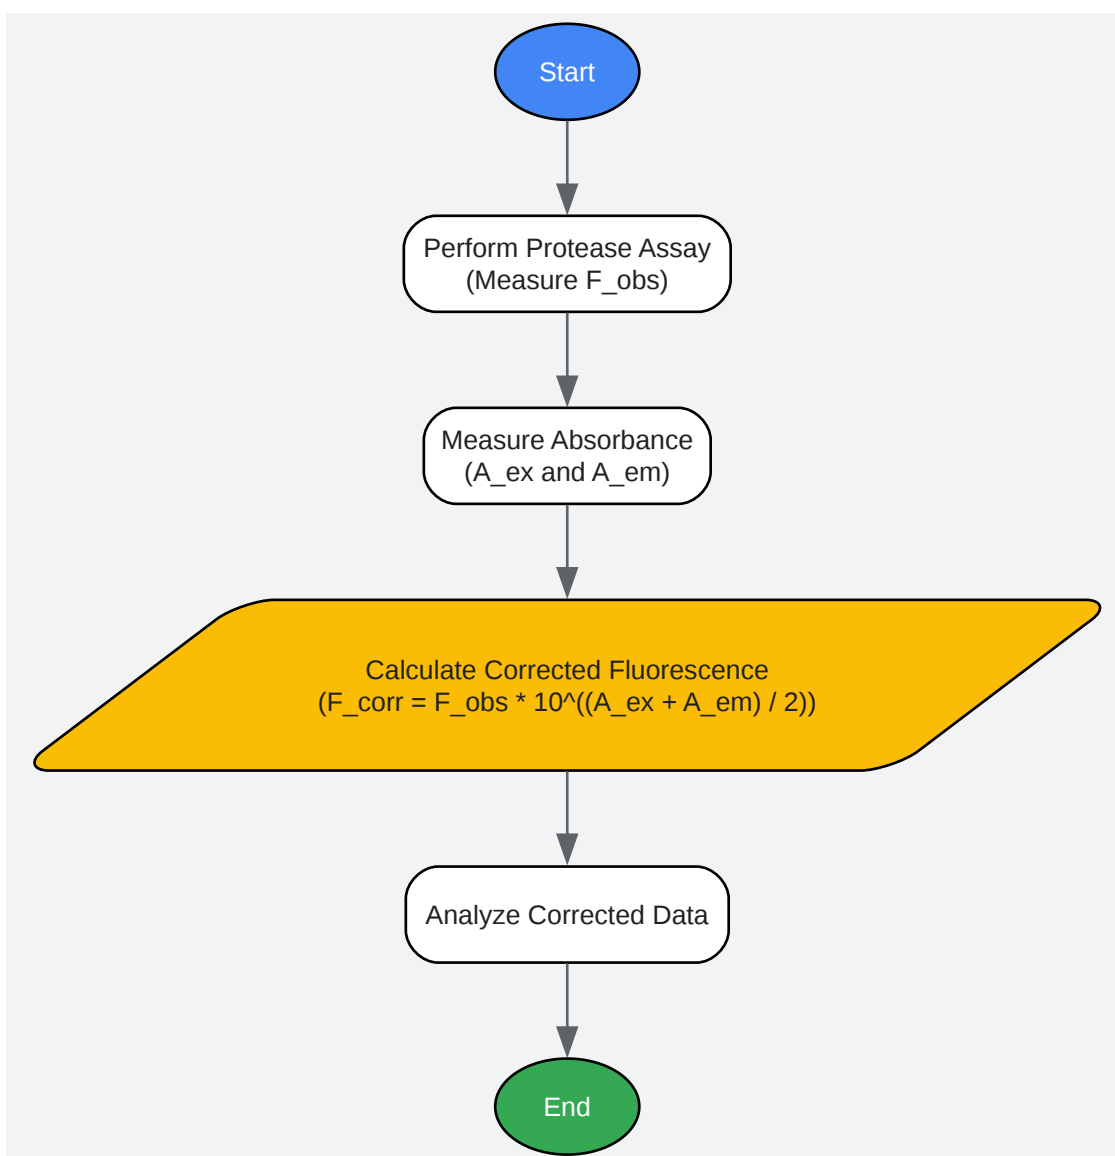 Start
Perform Protease Assay
(Measure F_obs)
Measure Absorbance
(A_ex and A_em)
Calculate Corrected Fluorescence
(F_corr = F_obs * 10^((A_ex + A_em) / 2))
Analyze Corrected Data
End